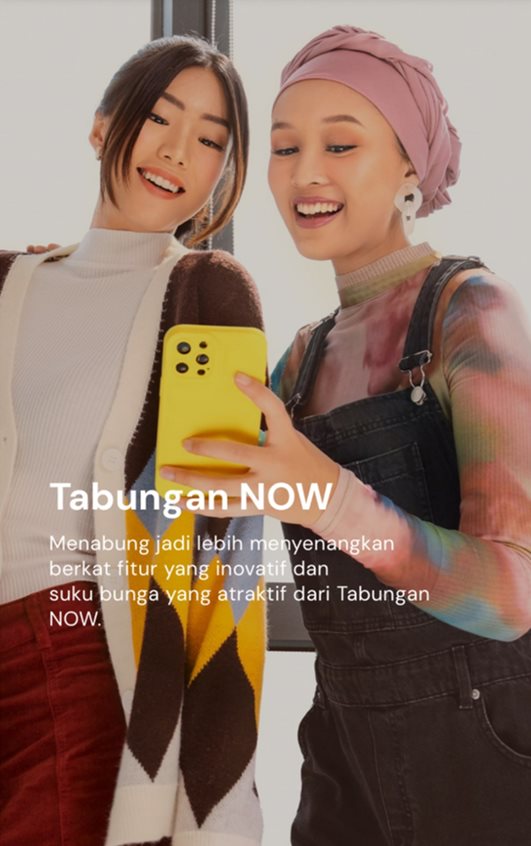 Tabungan NOW
Menabung jadi lebih menyenangkan
berkat fitur yang inovatif dan
suku bunga yang atraktif dari Tabungan
NOW.